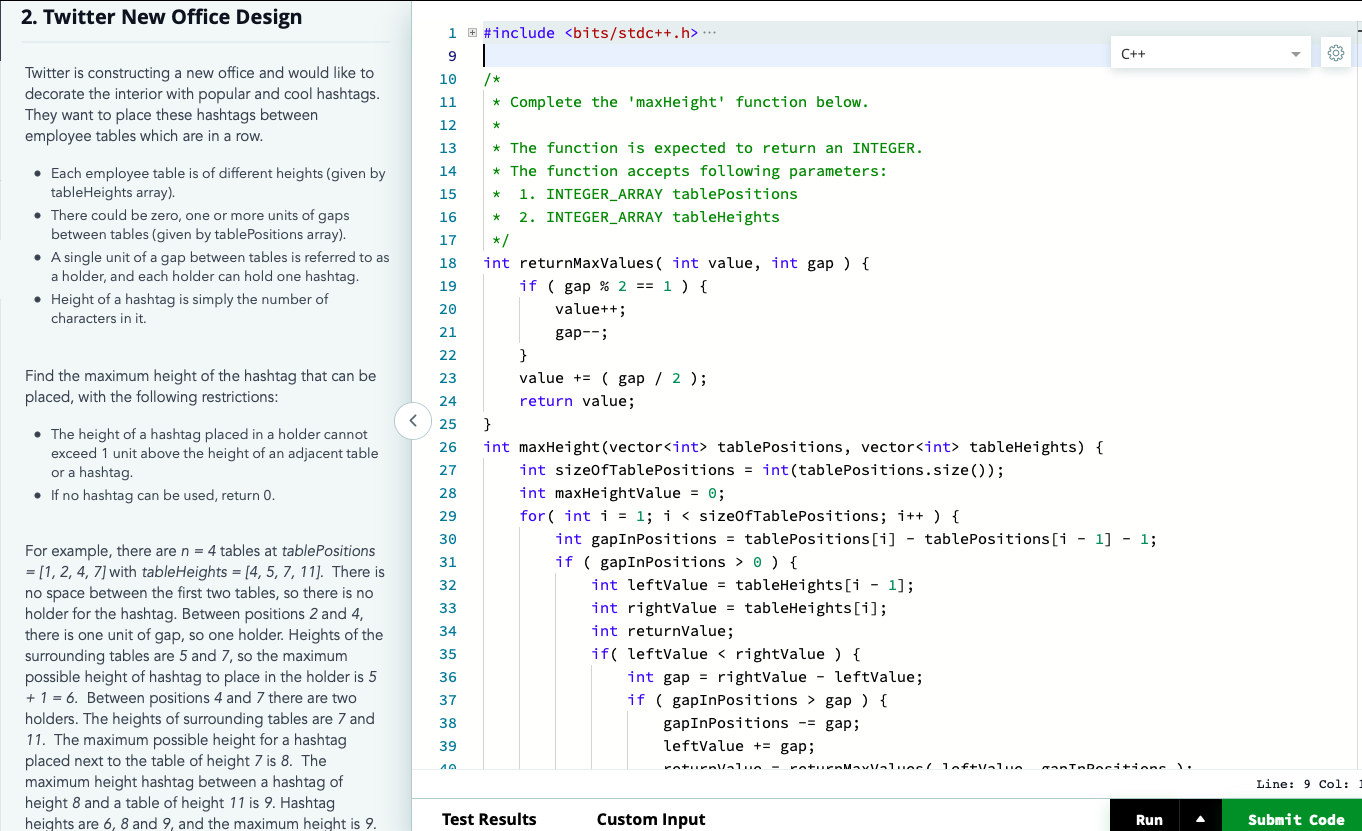 2. Twitter New Office Design
Twitter is constructing a new office and would like to
decorate the interior with popular and cool hashtags.
They want to place these hashtags between
employee tables which are in a row.
Each employee table is of different heights (given by
tableHeights array).
There could be zero, one or more units of gaps
between tables (given by tablePositions array).
A single unit of a gap between tables is referred to as
a holder, and each holder can hold one hashtag.
Height of a hashtag is simply the number of
characters in it.
Find the maximum height of the hashtag that can be
placed, with the following restrictions:
The height of a hashtag placed in a holder cannot
exceed 1 unit above the height of an adjacent table
or a hashtag.
If no hashtag can be used, return 0.
For example, there are n = 4 tables at tablePositions
= [1, 2, 4, 7] with tableHeights = [4, 5, 7, 11]. There is
no space between the first two tables, so there is no
holder for the hashtag. Between positions 2 and 4,
there is one unit of gap, so one holder. Heights of the
surrounding tables are 5 and 7, so the maximum
possible height of hashtag to place in the holder is 5
+ 1 = 6. Between positions 4 and 7 there are two
holders. The heights of surrounding tables are 7 and
11. The maximum possible height for a hashtag
placed next to the table of height 7 is 8. The
maximum height hashtag between a hashtag of
height 8 and a table of height 11 is 9. Hashtag
heights are 6, 8 and 9, and the maximum height is 9.
1 #include <bits/stdc++.h> ...
9
C++
10 /*
11 * Complete the 'maxHeight' function below.
12 *
13 * The function is expected to return an INTEGER.
14 * The function accepts following parameters:
15 * 1. INTEGER_ARRAY tablePositions
16 * 2. INTEGER_ARRAY tableHeights
17 */
18 int returnMaxValues( int value, int gap ) {
19 if ( gap % 2 == 1 ) {
20 value++;
21 gap--;
22 }
23 value += ( gap / 2 );
24 return value;
25 }
26 int maxHeight(vector<int> tablePositions, vector<int> tableHeights) {
27 int sizeOfTablePositions = int(tablePositions.size());
28 int maxHeightValue = 0;
29 for( int i = 1; i < sizeOfTablePositions; i++ ) {
30 int gapInPositions = tablePositions[i] - tablePositions[i - 1] - 1;
31 if ( gapInPositions > 0 ) {
32 int leftValue = tableHeights[i - 1];
33 int rightValue = tableHeights[i];
34 int returnValue;
35 if( leftValue < rightValue ) {
36 int gap = rightValue - leftValue;
37 if ( gapInPositions > gap ) {
38 gapInPositions -= gap;
39 leftValue += gap;
40 returnValue = returnMaxValues( leftValue, gapInPositions );
Line: 9 Col: 1
Test Results
Custom Input
Run
Submit Code